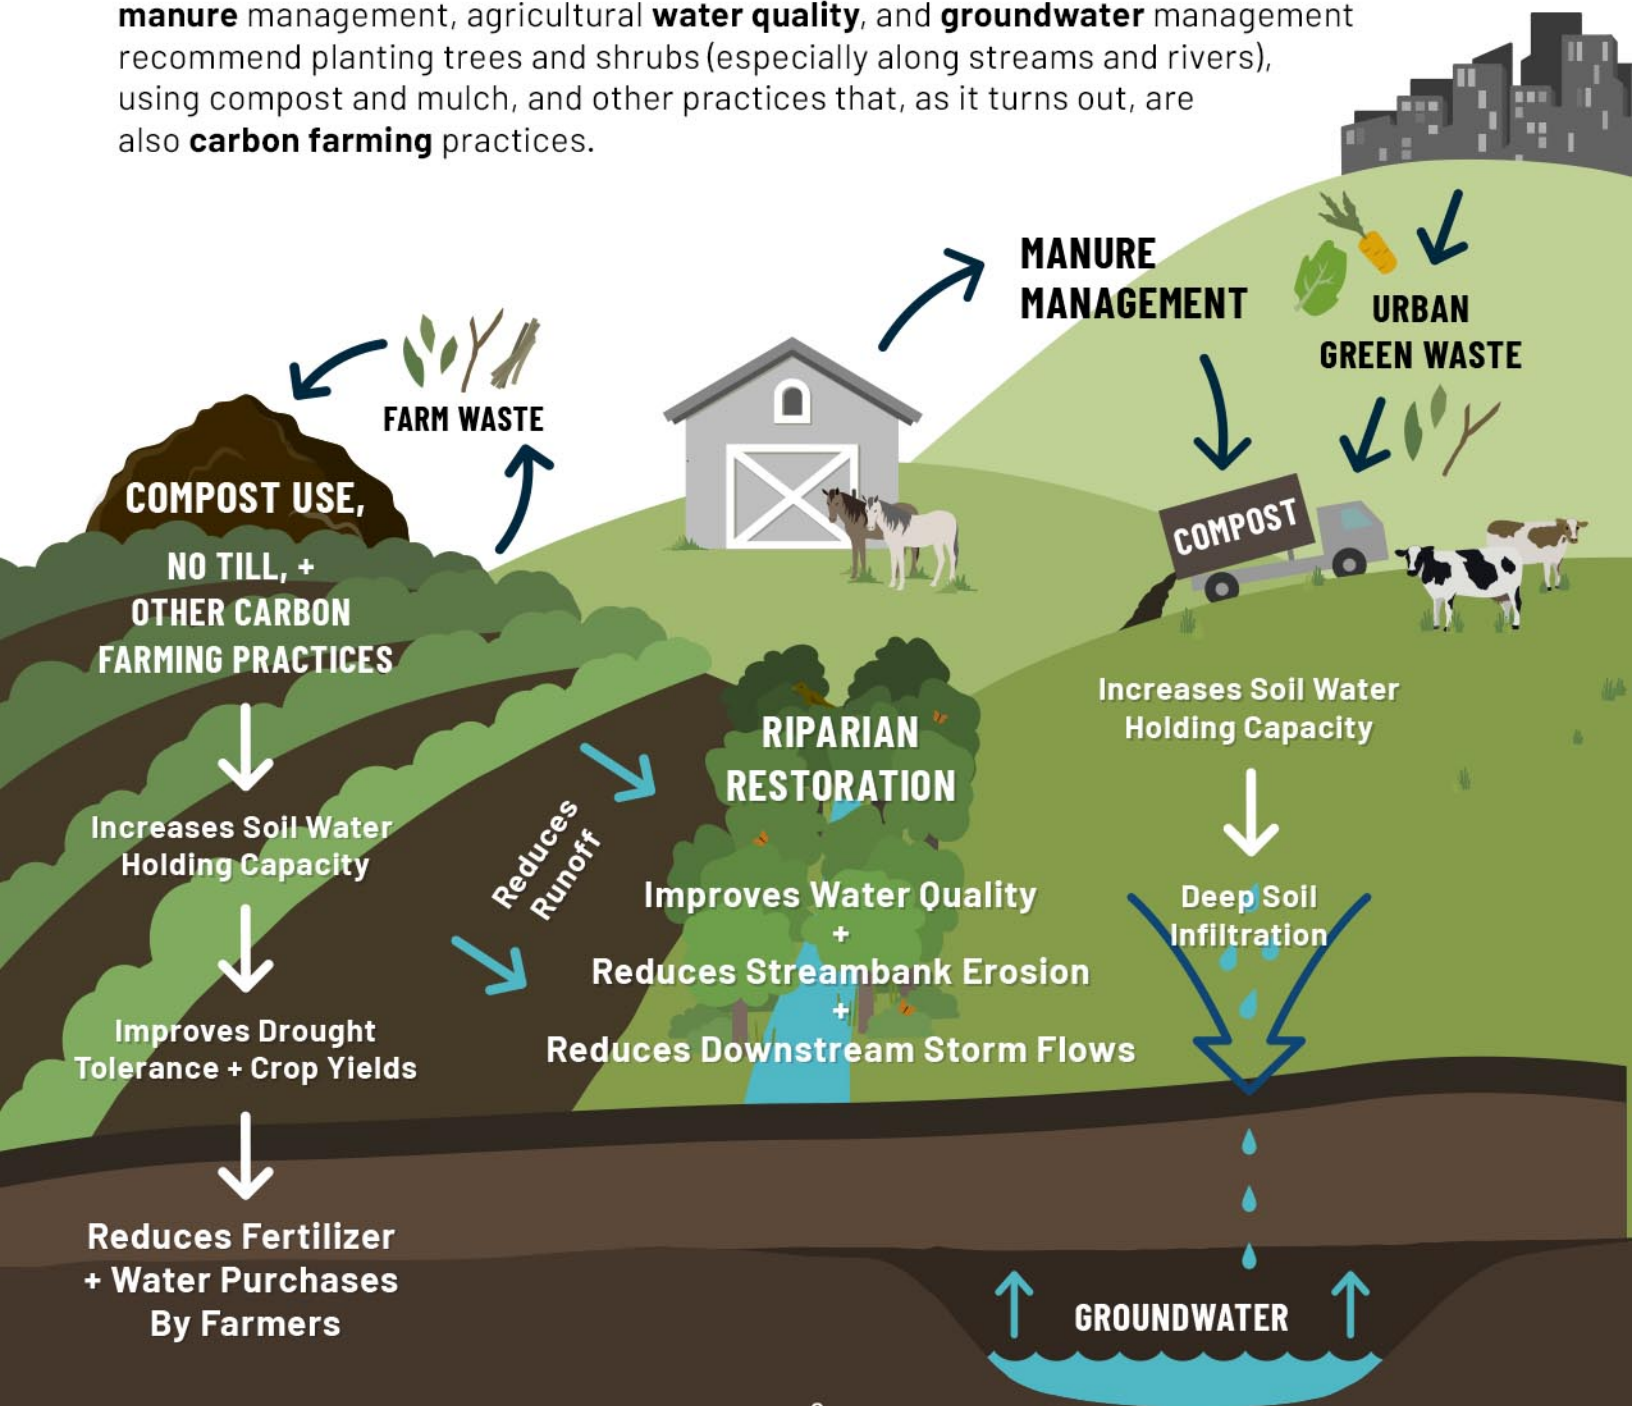 manure management, agricultural water quality, and groundwater management
recommend planting trees and shrubs (especially along streams and rivers),
using compost and mulch, and other practices that, as it turns out, are
also carbon farming practices.
MANURE
MANAGEMENT
URBAN
GREEN WASTE
FARM WASTE
COMPOST USE,
NO TILL, +
OTHER CARBON
FARMING PRACTICES
COMPOST
Increases Soil Water
Holding Capacity
Improves Drought
Tolerance + Crop Yields
Reduces Fertilizer
+ Water Purchases
By Farmers
Reduces
Runoff
RIPARIAN
RESTORATION
Improves Water Quality
+
Reduces Streambank Erosion
+
Reduces Downstream Storm Flows
Increases Soil Water
Holding Capacity
Deep Soil
Infiltration
GROUNDWATER